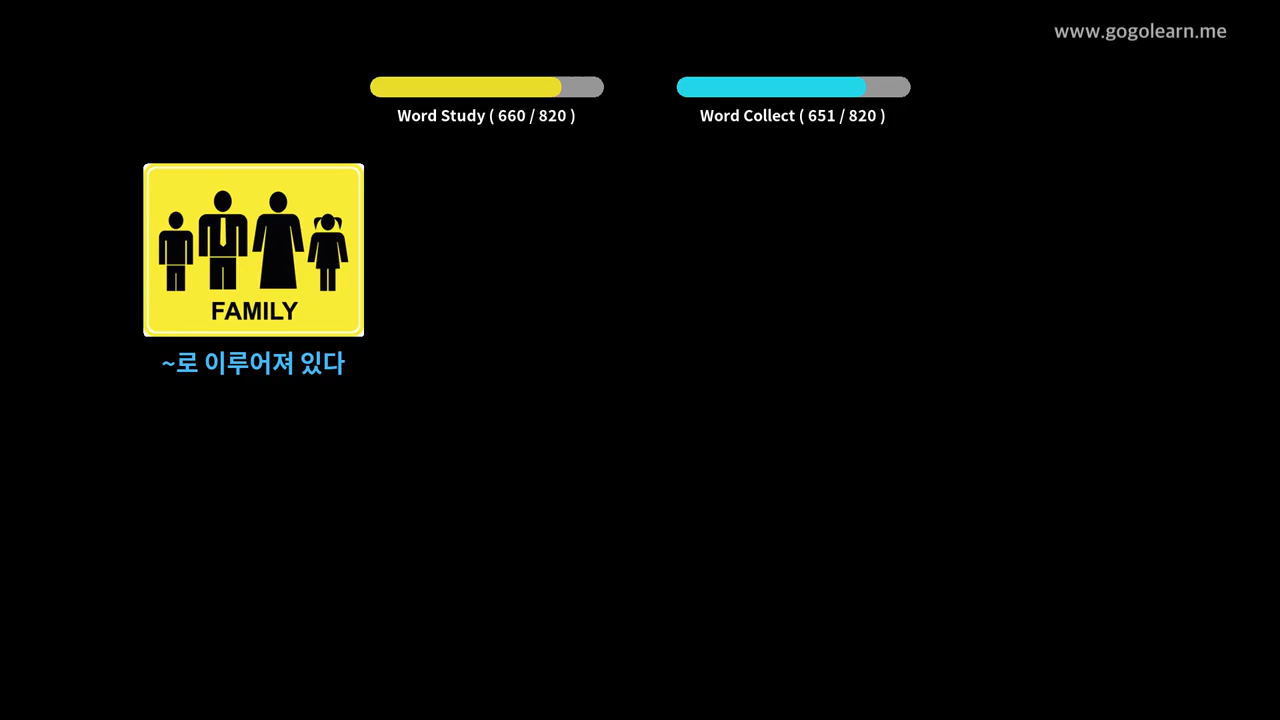 www.gogolearn.me
Word Study ( 660 / 820 )
Word Collect ( 651 / 820 )
FAMILY
~로 이루어져 있다